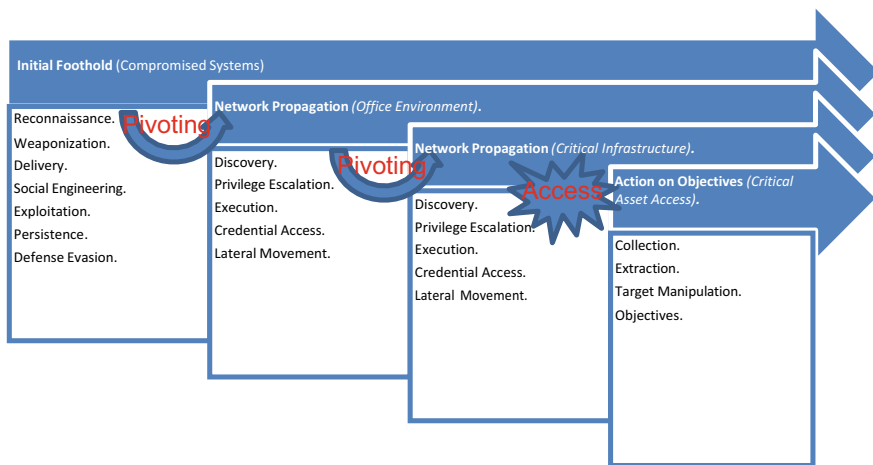 Initial Foothold (Compromised Systems)
Reconnaissance.
Weaponization.
Delivery.
Social Engineering.
Exploitation.
Persistence.
Defense Evasion.
Pivoting
Network Propagation (Office Environment).
Discovery.
Privilege Escalation.
Execution.
Credential Access.
Lateral Movement.
Pivoting
Network Propagation (Critical Infrastructure).
Discovery.
Privilege Escalation.
Execution.
Credential Access.
Lateral Movement.
Access
Action on Objectives (Critical
Asset Access).
Collection.
Extraction.
Target Manipulation.
Objectives.